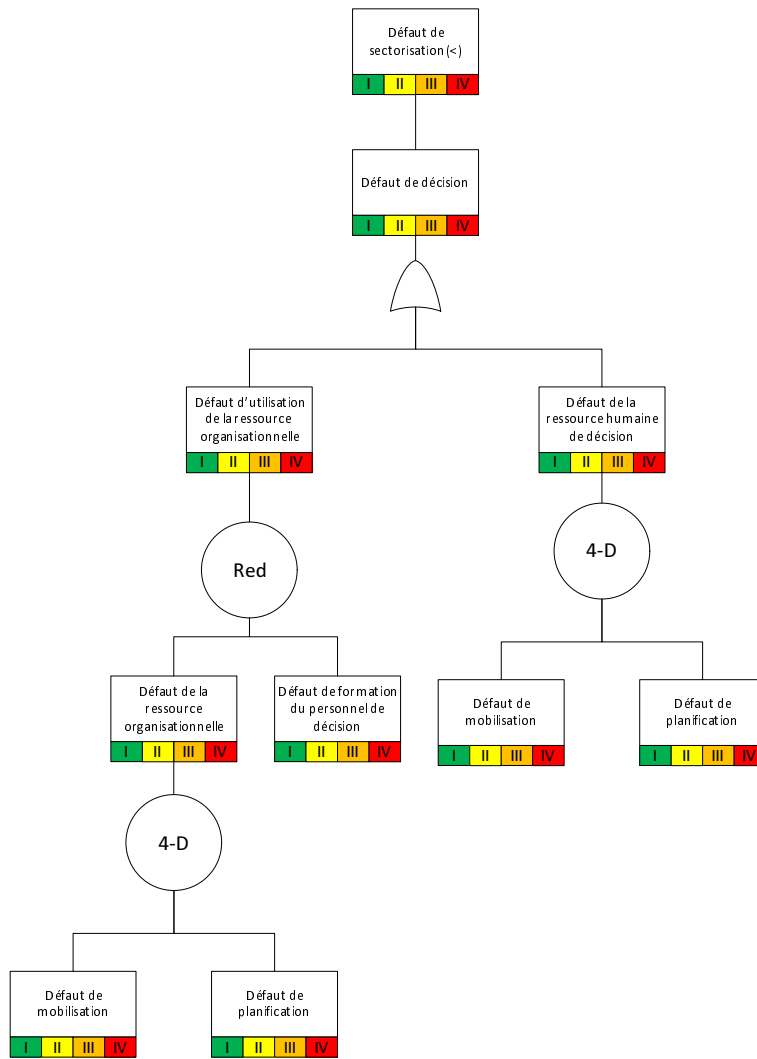 Défaut de
sectorisation (<)
I II III IV
Défaut de décision
I II III IV
Défaut d'utilisation
de la ressource
organisationnelle
I II III IV
Défaut de la
ressource humaine
de décision
I II III IV
Red
4-D
Défaut de la
ressource
organisationnelle
I II III IV
Défaut de formation
du personnel de
décision
I II III IV
Défaut de
mobilisation
I II III IV
Défaut de
planification
I II III IV
4-D
Défaut de
mobilisation
I II III IV
Défaut de
planification
I II III IV